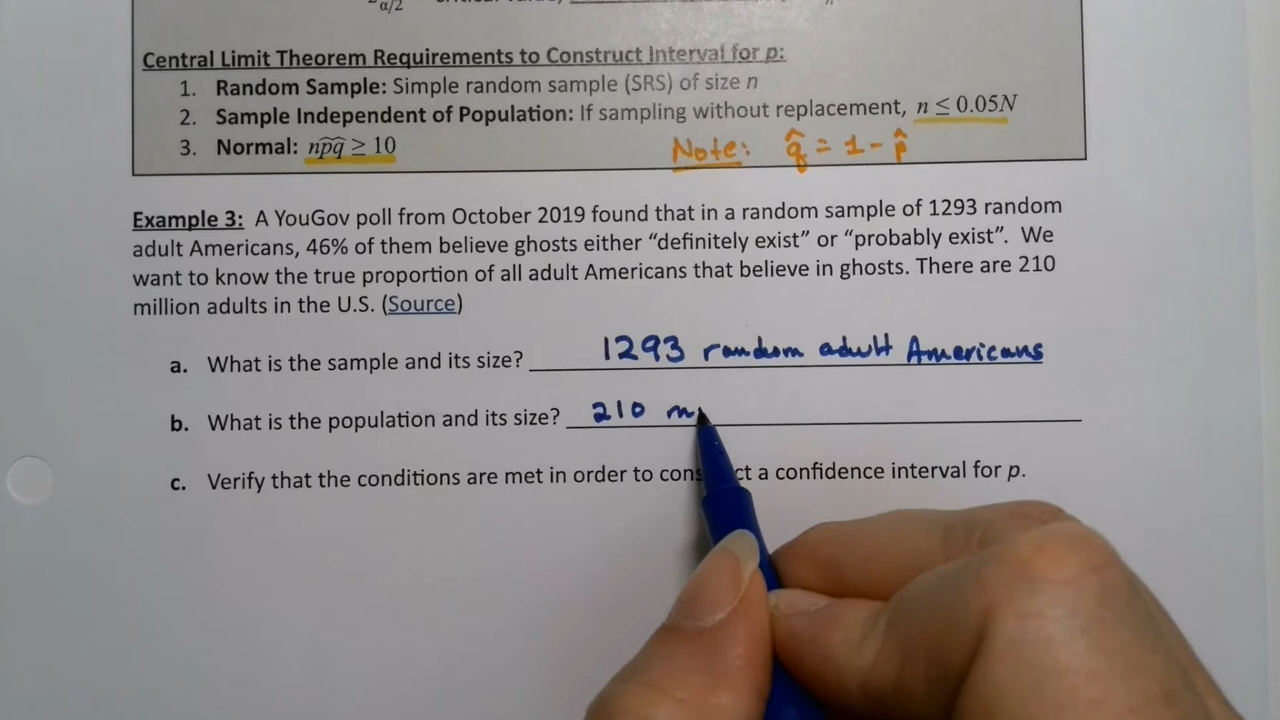 α/2
Central Limit Theorem Requirements to Construct Interval for p:
1. Random Sample: Simple random sample (SRS) of size n
2. Sample Independent of Population: If sampling without replacement, n ≤ 0.05N
3. Normal: np̂q̂ ≥ 10 Note: q̂ = 1 - p̂
Example 3: A YouGov poll from October 2019 found that in a random sample of 1293 random
adult Americans, 46% of them believe ghosts either “definitely exist” or “probably exist”. We
want to know the true proportion of all adult Americans that believe in ghosts. There are 210
million adults in the U.S. (Source)
a. What is the sample and its size? 1293 random adult Americans
b. What is the population and its size? 210 m
c. Verify that the conditions are met in order to ct a confidence interval for p.